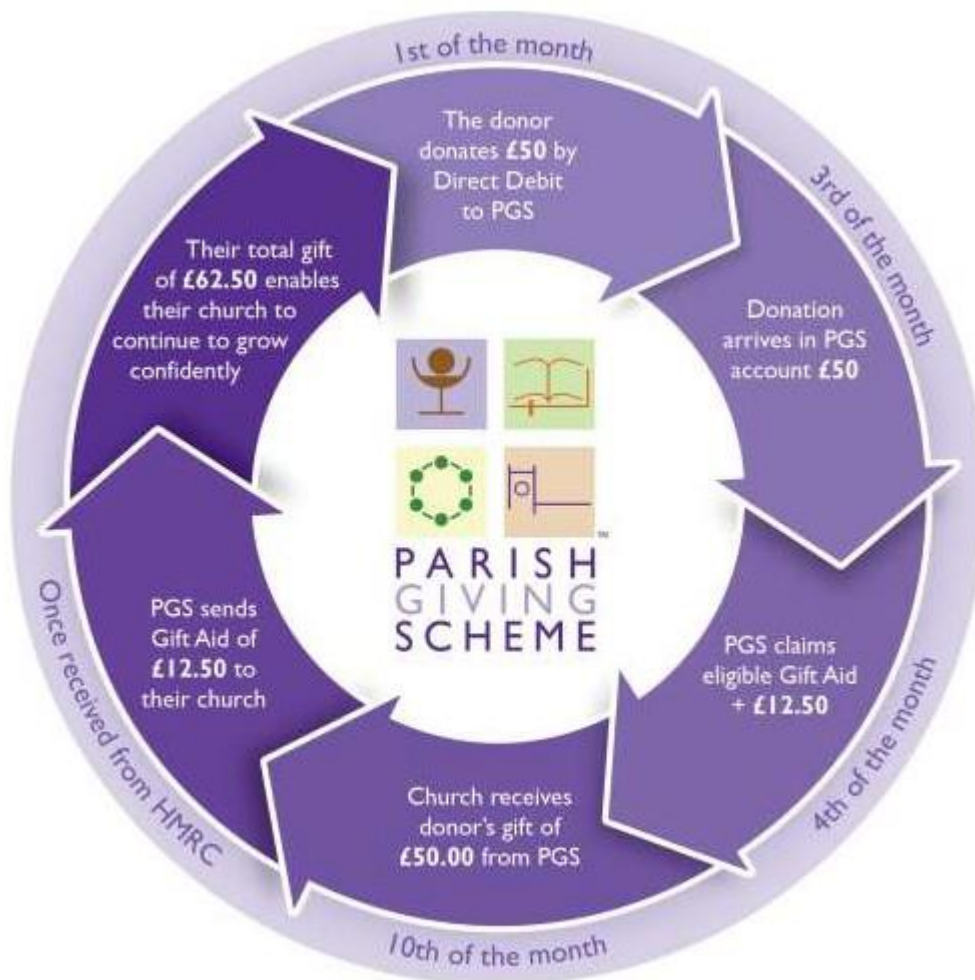 1st of the month
The donor
donates £50 by
Direct Debit
to PGS
3rd of the month
Donation
arrives in PGS
account £50
4th of the month
PGS claims
eligible Gift Aid
+ £12.50
10th of the month
Church receives
donor's gift of
£50.00 from PGS
Once received from HMRC
PGS sends
Gift Aid of
£12.50 to
their church
Their total gift
of £62.50 enables
their church to
continue to grow
confidently
PARISH
GIVING
SCHEME
TM